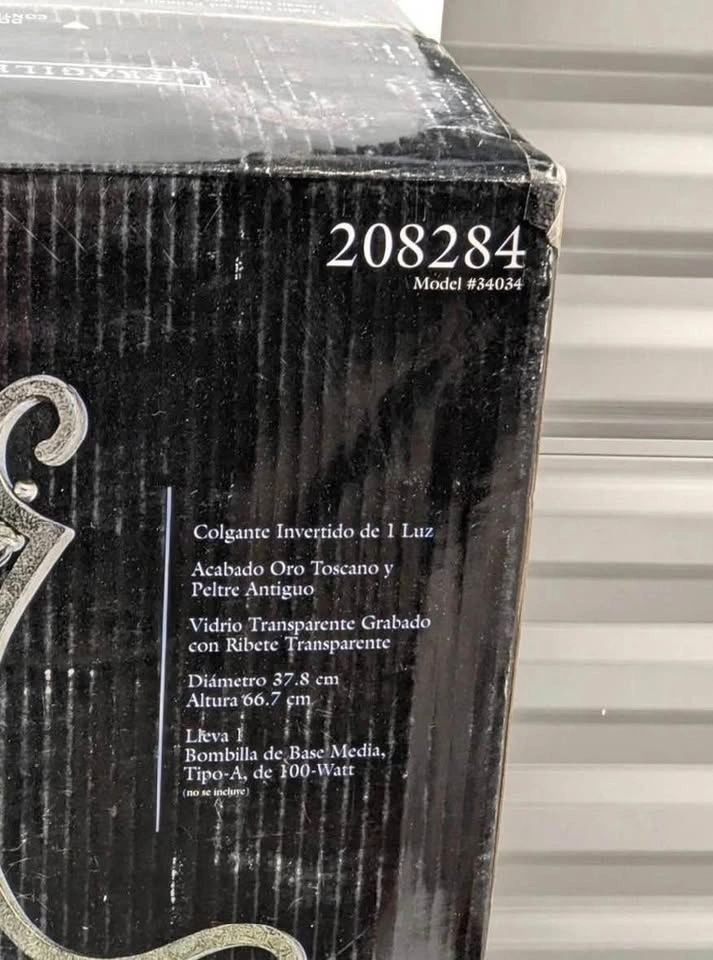 FRAGILE
208284
Model #34034
Colgante Invertido de 1 Luz
Acabado Oro Toscano y
Peltre Antiguo
Vidrio Transparente Grabado
con Ribete Transparente
Diámetro 37.8 cm
Altura 66.7 cm
Lleva 1
Bombilla de Base Media,
Tipo-A, de 100-Watt
(no se incluye)